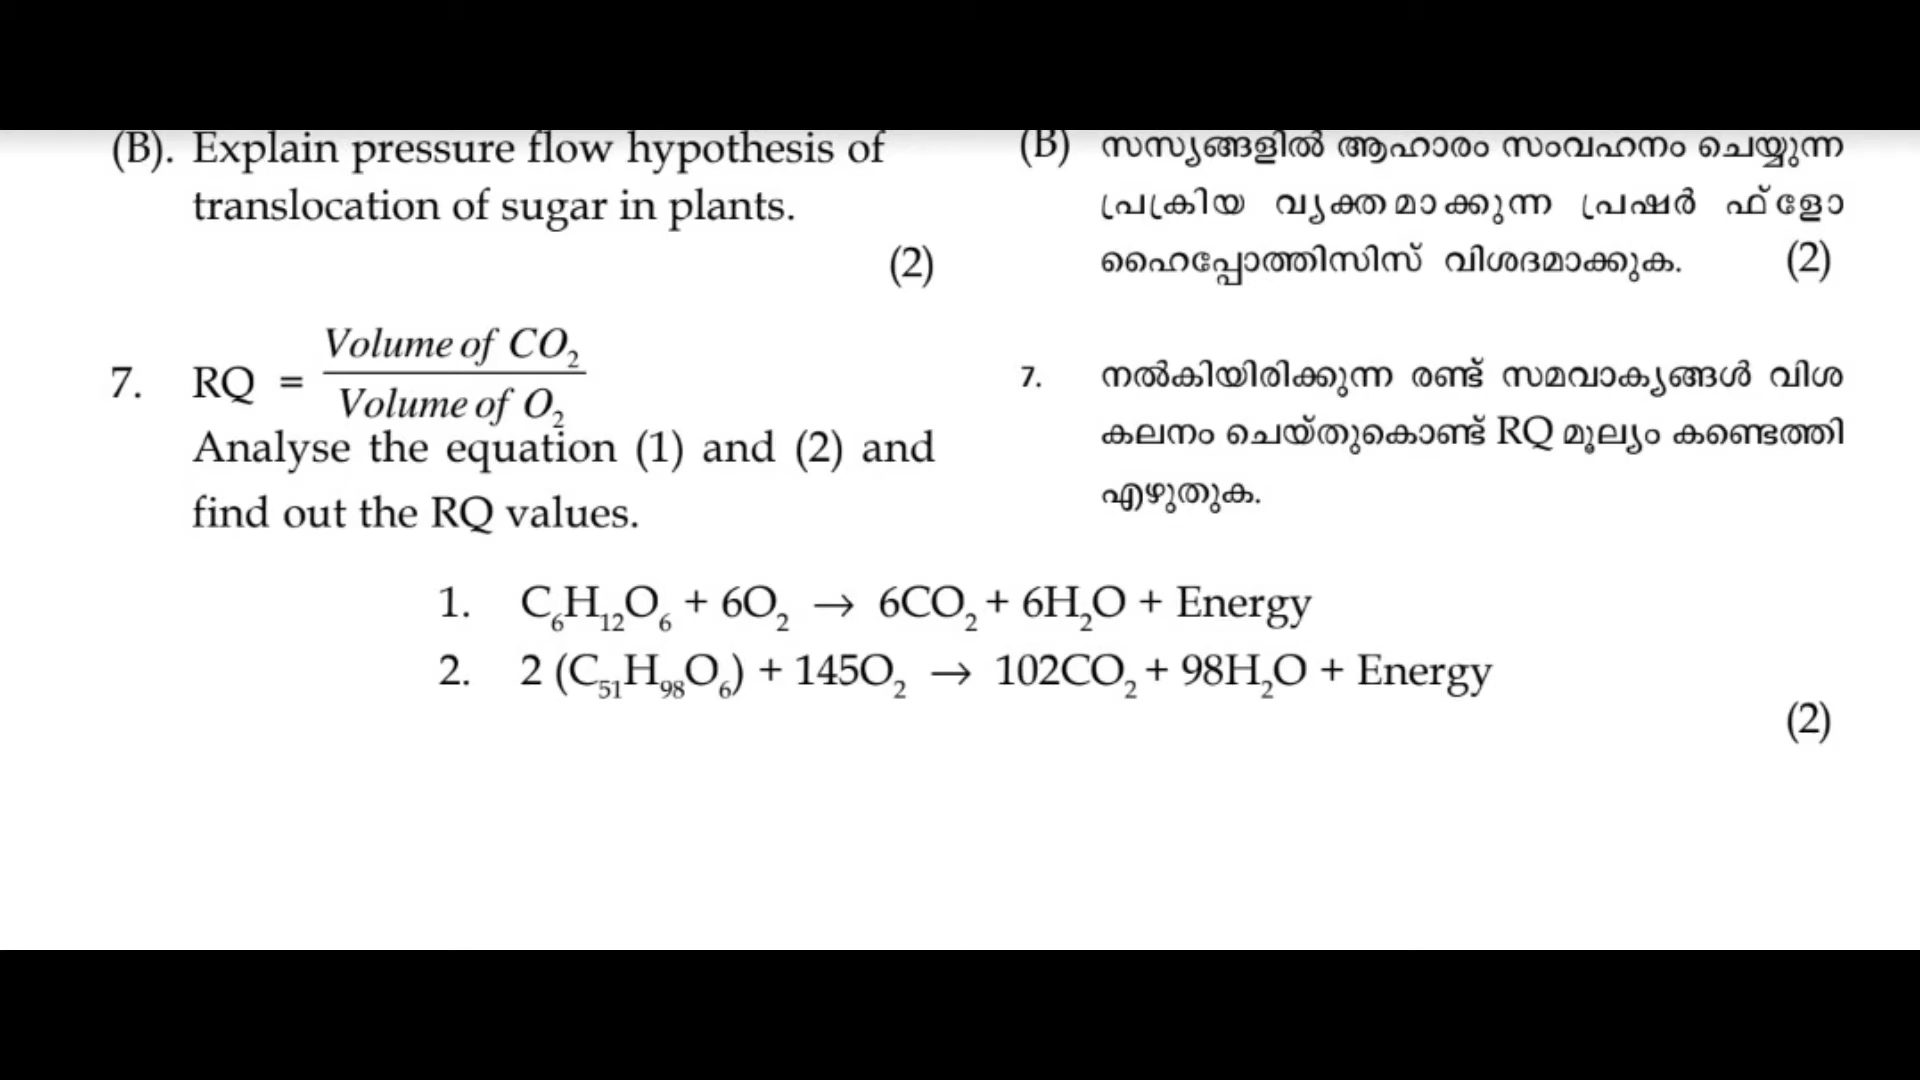 (B). Explain pressure flow hypothesis of
translocation of sugar in plants.
(2)
(B) സസ്യങ്ങളിൽ ആഹാരം സംവഹനം ചെയ്യുന്ന
പ്രക്രിയ വ്യക്തമാക്കുന്ന പ്രഷർ ഫ്ളോ
ഹൈപ്പോത്തിസിസ് വിശദമാക്കുക. (2)
7. RQ = Volume of CO₂ / Volume of O₂
Analyse the equation (1) and (2) and
find out the RQ values.
7. നൽകിയിരിക്കുന്ന രണ്ട് സമവാക്യങ്ങൾ വിശ
കലനം ചെയ്തുകൊണ്ട് RQ മൂല്യം കണ്ടെത്തി
എഴുതുക.
1. C₆H₁₂O₆ + 6O₂ → 6CO₂ + 6H₂O + Energy
2. 2 (C₅₁H₉₈O₆) + 145O₂ → 102CO₂ + 98H₂O + Energy
(2)